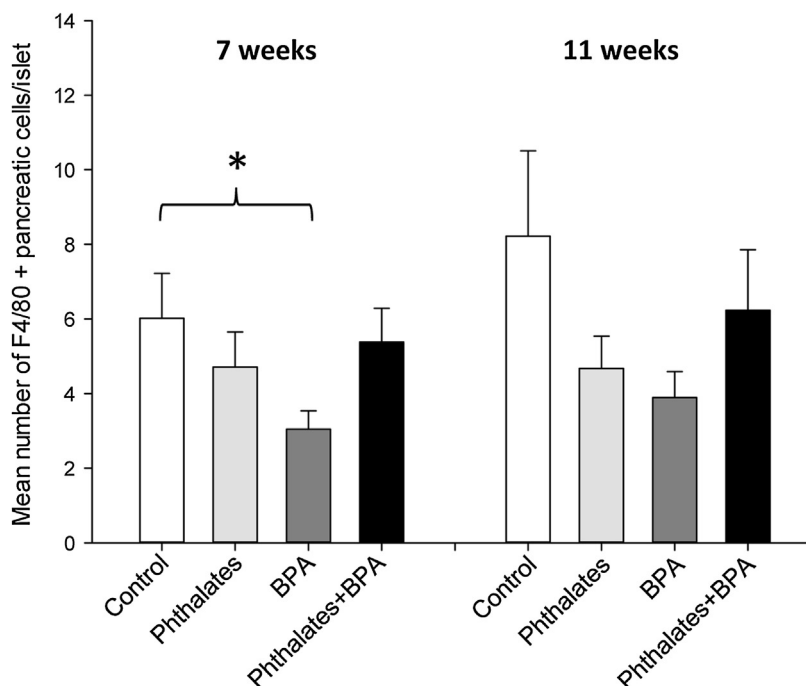 14
12
10
8
6
4
2
0
Mean number of F4/80 + pancreatic cells/islet
7 weeks
11 weeks
*
Control
Phthalates
BPA
Phthalates+BPA
Control
Phthalates
BPA
Phthalates+BPA